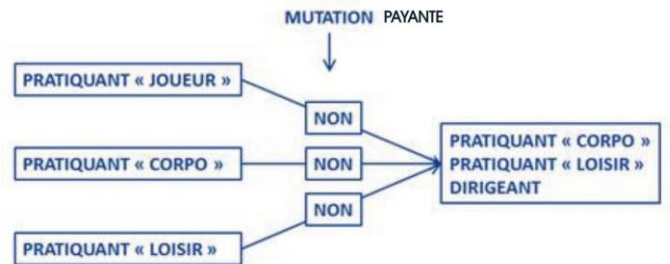 MUTATION PAYANTE
PRATIQUANT « JOUEUR »
NON
PRATIQUANT « CORPO »
NON
PRATIQUANT « CORPO »
PRATIQUANT « LOISIR »
DIRIGEANT
NON
PRATIQUANT « LOISIR »